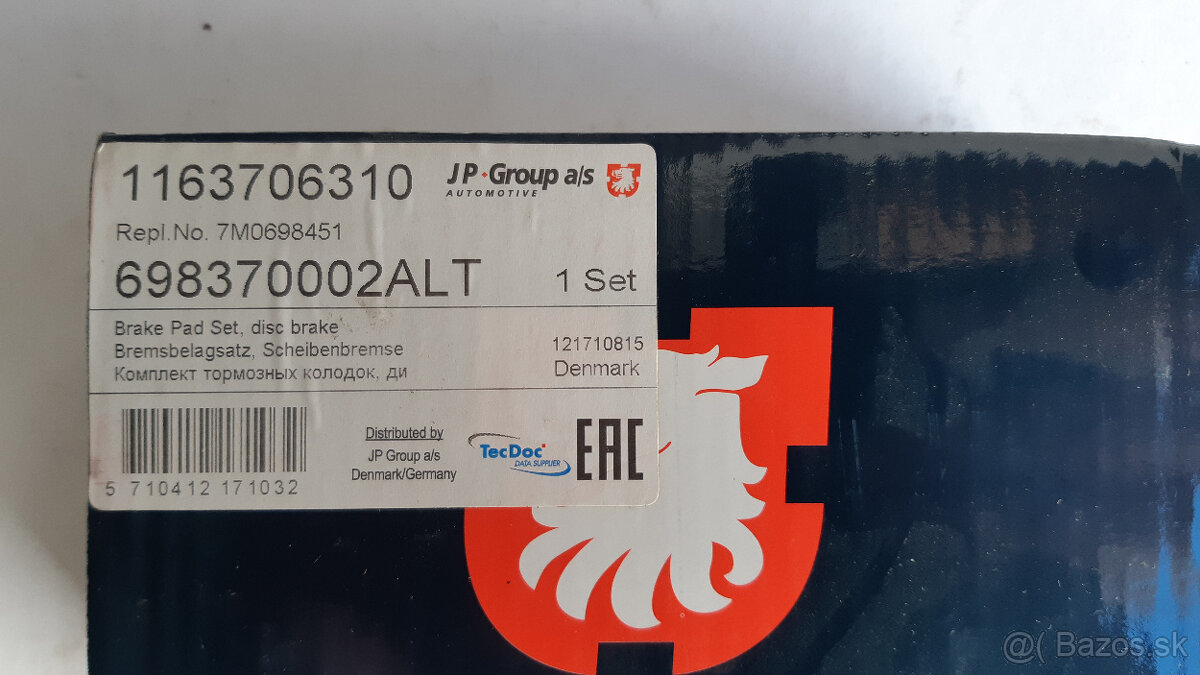 1163706310
JP Group a/s
AUTOMOTIVE
Repl.No. 7M0698451
698370002ALT 1 Set
Brake Pad Set, disc brake
Bremsbelagsatz, Scheibenbremse
Комплект тормозных колодок, ди
121710815
Denmark
5 710412 171032
Distributed by
JP Group a/s
Denmark/Germany
TecDoc
DATA SUPPLIER
EAC
@( Bazos.sk